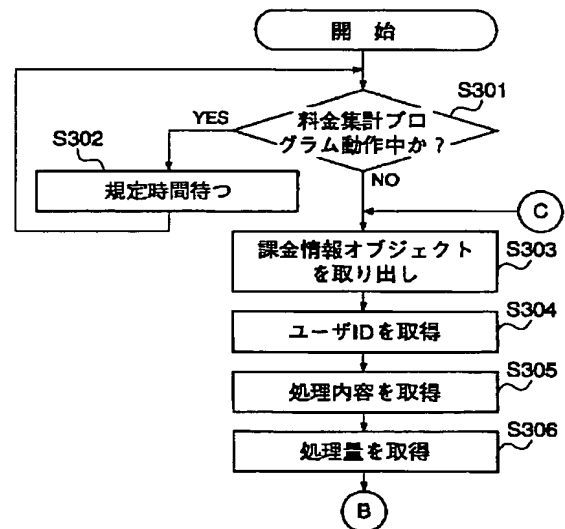 開 始
S301
料金集計プロ
グラム動作中か？
YES
S302
規定時間待つ
NO
C
課金情報オブジェクト
を取り出し
S303
S304
ユーザIDを取得
S305
処理内容を取得
S306
処理量を取得
B